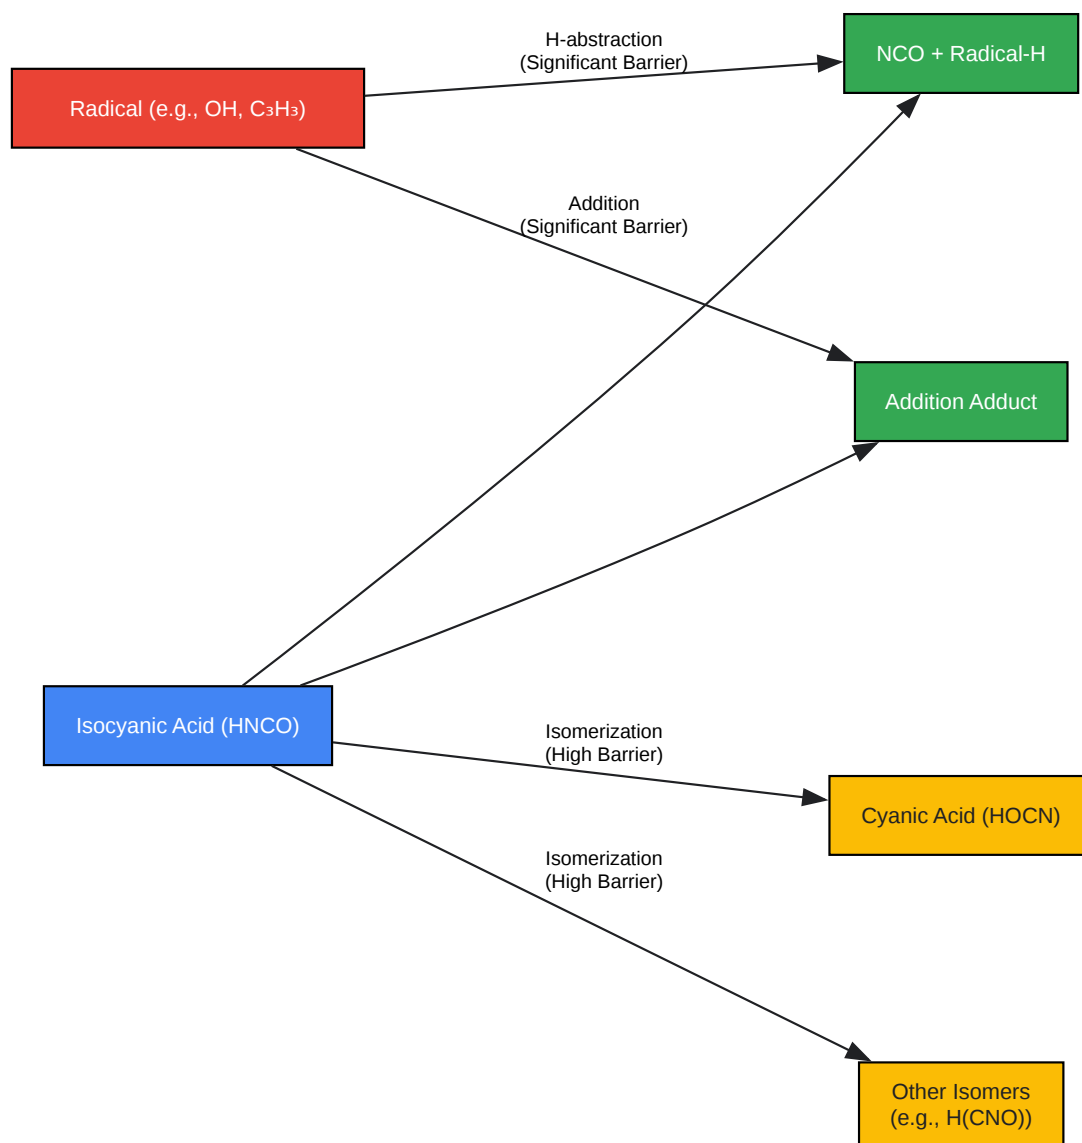 H-abstraction
(Significant Barrier)
NCO + Radical-H
Radical (e.g., OH, C₃H₃)
Addition
(Significant Barrier)
Addition Adduct
Isocyanic Acid (HNCO)
Isomerization
(High Barrier)
Cyanic Acid (HOCN)
Isomerization
(High Barrier)
Other Isomers
(e.g., H(CNO))